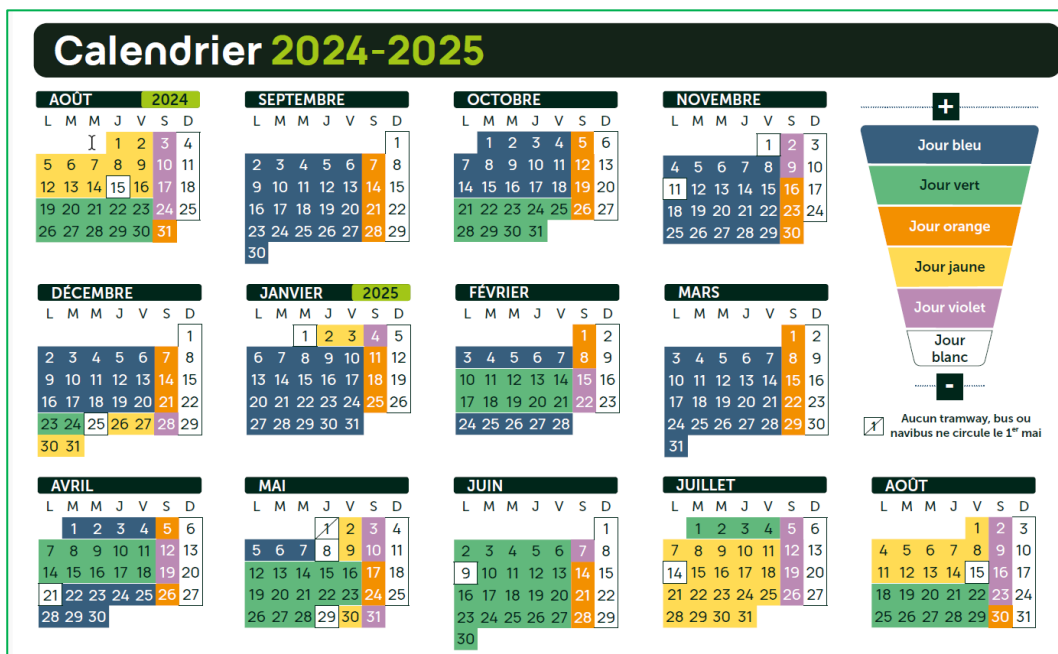 Calendrier 2024-2025
AOÛT 2024
L M M J V S D
1 2 3 4
5 6 7 8 9 10 11
12 13 14 15 16 17 18
19 20 21 22 23 24 25
26 27 28 29 30 31
SEPTEMBRE
L M M J V S D
1
2 3 4 5 6 7 8
9 10 11 12 13 14 15
16 17 18 19 20 21 22
23 24 25 26 27 28 29
30
OCTOBRE
L M M J V S D
1 2 3 4 5 6
7 8 9 10 11 12 13
14 15 16 17 18 19 20
21 22 23 24 25 26 27
28 29 30 31
NOVEMBRE
L M M J V S D
1 2 3
4 5 6 7 8 9 10
11 12 13 14 15 16 17
18 19 20 21 22 23 24
25 26 27 28 29 30
+
Jour bleu
Jour vert
Jour orange
Jour jaune
Jour violet
Jour
blanc
-
1 Aucun tramway, bus ou
navibus ne circule le 1er mai
DÉCEMBRE
L M M J V S D
1
2 3 4 5 6 7 8
9 10 11 12 13 14 15
16 17 18 19 20 21 22
23 24 25 26 27 28 29
30 31
JANVIER 2025
L M M J V S D
1 2 3 4 5
6 7 8 9 10 11 12
13 14 15 16 17 18 19
20 21 22 23 24 25 26
27 28 29 30 31
FÉVRIER
L M M J V S D
1 2
3 4 5 6 7 8 9
10 11 12 13 14 15 16
17 18 19 20 21 22 23
24 25 26 27 28
MARS
L M M J V S D
1 2
3 4 5 6 7 8 9
10 11 12 13 14 15 16
17 18 19 20 21 22 23
24 25 26 27 28 29 30
31
AVRIL
L M M J V S D
1 2 3 4 5 6
7 8 9 10 11 12 13
14 15 16 17 18 19 20
21 22 23 24 25 26 27
28 29 30
MAI
L M M J V S D
1 2 3 4
5 6 7 8 9 10 11
12 13 14 15 16 17 18
19 20 21 22 23 24 25
26 27 28 29 30 31
JUIN
L M M J V S D
1
2 3 4 5 6 7 8
9 10 11 12 13 14 15
16 17 18 19 20 21 22
23 24 25 26 27 28 29
30
JUILLET
L M M J V S D
1 2 3 4 5 6
7 8 9 10 11 12 13
14 15 16 17 18 19 20
21 22 23 24 25 26 27
28 29 30 31
AOÛT
L M M J V S D
1 2 3
4 5 6 7 8 9 10
11 12 13 14 15 16 17
18 19 20 21 22 23 24
25 26 27 28 29 30 31